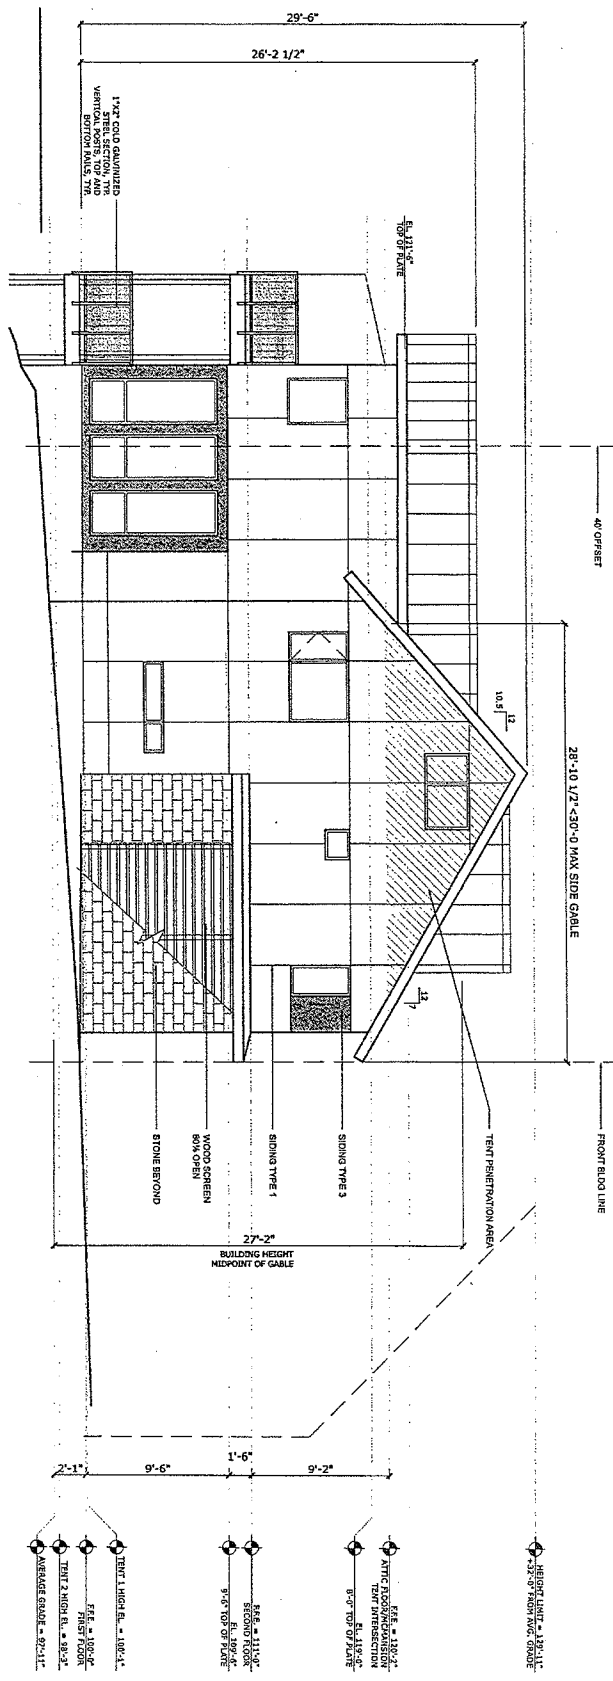 29'-6"
26'-2 1/2"
1"X2" COLD GALVINIZED
STEEL SECTION, TYP.
VERTICAL POSTS, TOP AND
BOTTOM RAILS, TYP.
EL. 121'-6"
TOP OF PLATE
40' OFFSET
12
10.5
28'-10 1/2" <30'-0 MAX SIDE GABLE
12
7
FRONT BLDG LINE
TENT PENETRATION AREA
SIDING TYPE 3
SIDING TYPE 1
WOOD SCREEN
80% OPEN
STONE BEYOND
27'-2"
BUILDING HEIGHT
MIDPOINT OF GABLE
2'-1"
9'-6"
1'-6"
9'-2"
HEIGHT LIMIT = 129'-11"
+32'-0" FROM AVG. GRADE
F.F.E. = 120'-2"
ATTIC FLOOR/MCMANSION
TENT INTERSECTION
EL. 119'-0"
8'-0" TOP OF PLATE
F.F.E. = 111'-0"
SECOND FLOOR
EL. 109'-6"
9'-6" TOP OF PLATE
TENT 1 HIGH EL. = 100'-1"
F.F.E. = 100'-0"
FIRST FLOOR
TENT 2 HIGH EL. = 98'-3"
AVERAGE GRADE = 97'-11"